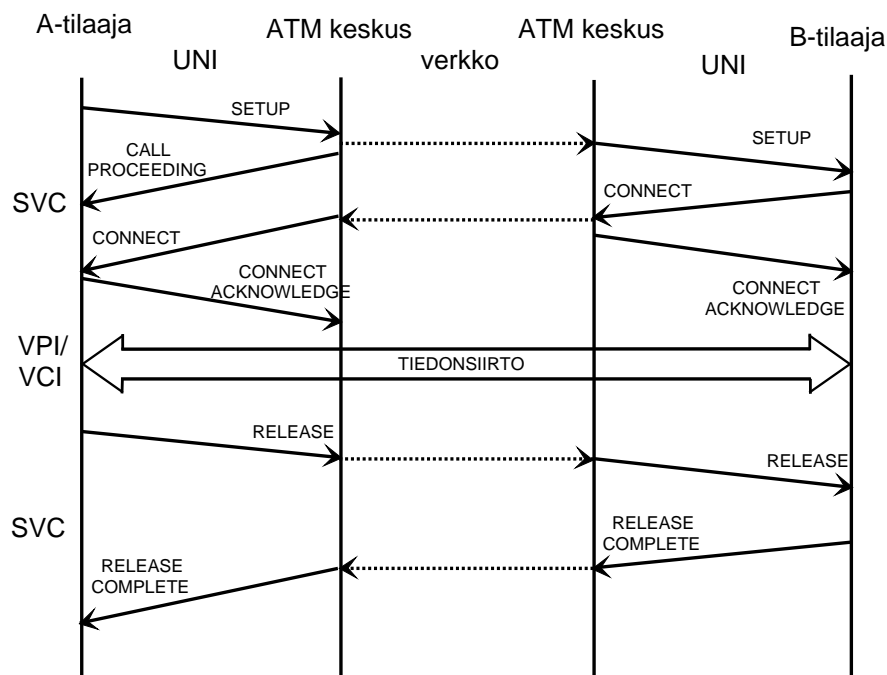 A-tilaaja
ATM keskus
ATM keskus
B-tilaaja
UNI
verkko
UNI
SETUP
SETUP
CALL
PROCEEDING
SVC
CONNECT
CONNECT
CONNECT
ACKNOWLEDGE
CONNECT
ACKNOWLEDGE
VPI/
VCI
TIEDONSIIRTO
RELEASE
RELEASE
SVC
RELEASE
COMPLETE
RELEASE
COMPLETE